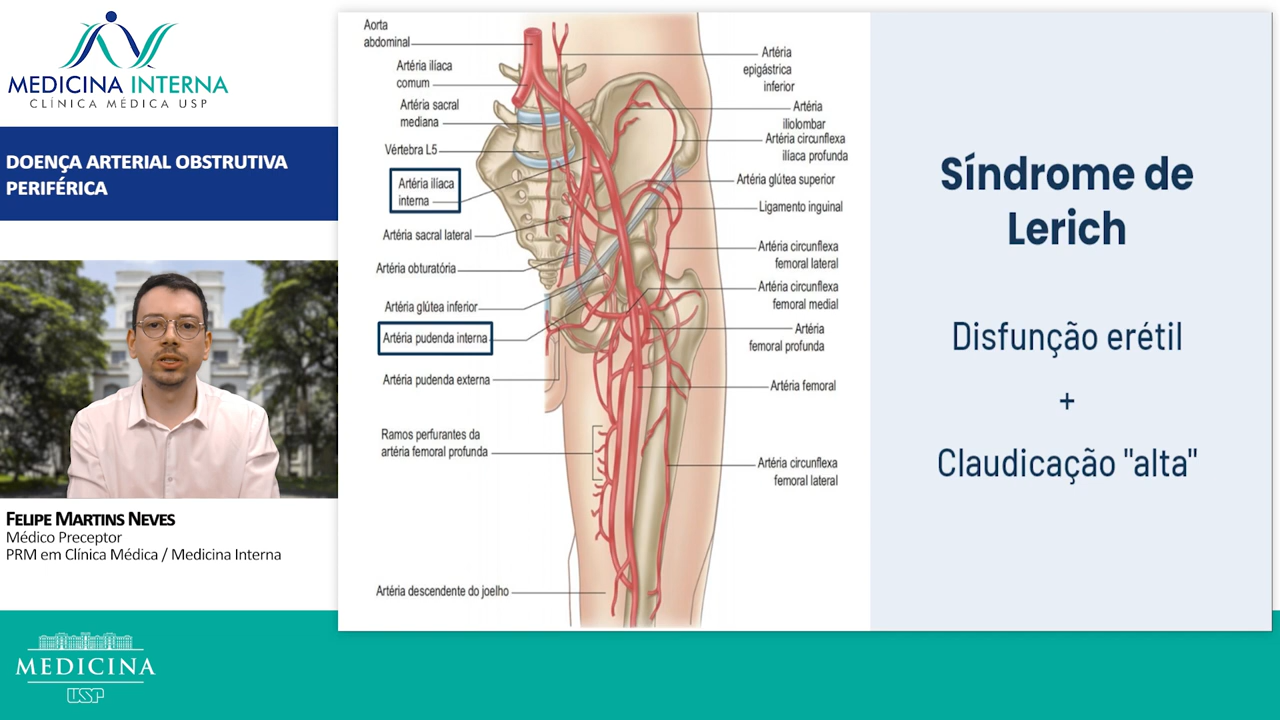 MEDICINA INTERNA
CLÍNICA MÉDICA USP
DOENÇA ARTERIAL OBSTRUTIVA
PERIFÉRICA
FELIPE MARTINS NEVES
Médico Preceptor
PRM em Clínica Médica / Medicina Interna
MEDICINA
USP
Aorta
abdominal
Artéria ilíaca
comum
Artéria sacral
mediana
Vértebra L5
Artéria ilíaca
interna
Artéria sacral lateral
Artéria obturatória
Artéria glútea inferior
Artéria pudenda interna
Artéria pudenda externa
Ramos perfurantes da
artéria femoral profunda
Artéria descendente do joelho
Artéria
epigástrica
inferior
Artéria
iliolombar
Artéria circunflexa
ilíaca profunda
Artéria glútea superior
Ligamento inguinal
Artéria circunflexa
femoral lateral
Artéria circunflexa
femoral medial
Artéria
femoral profunda
Artéria femoral
Artéria circunflexa
femoral lateral
Síndrome de
Lerich
Disfunção erétil
+
Claudicação "alta"